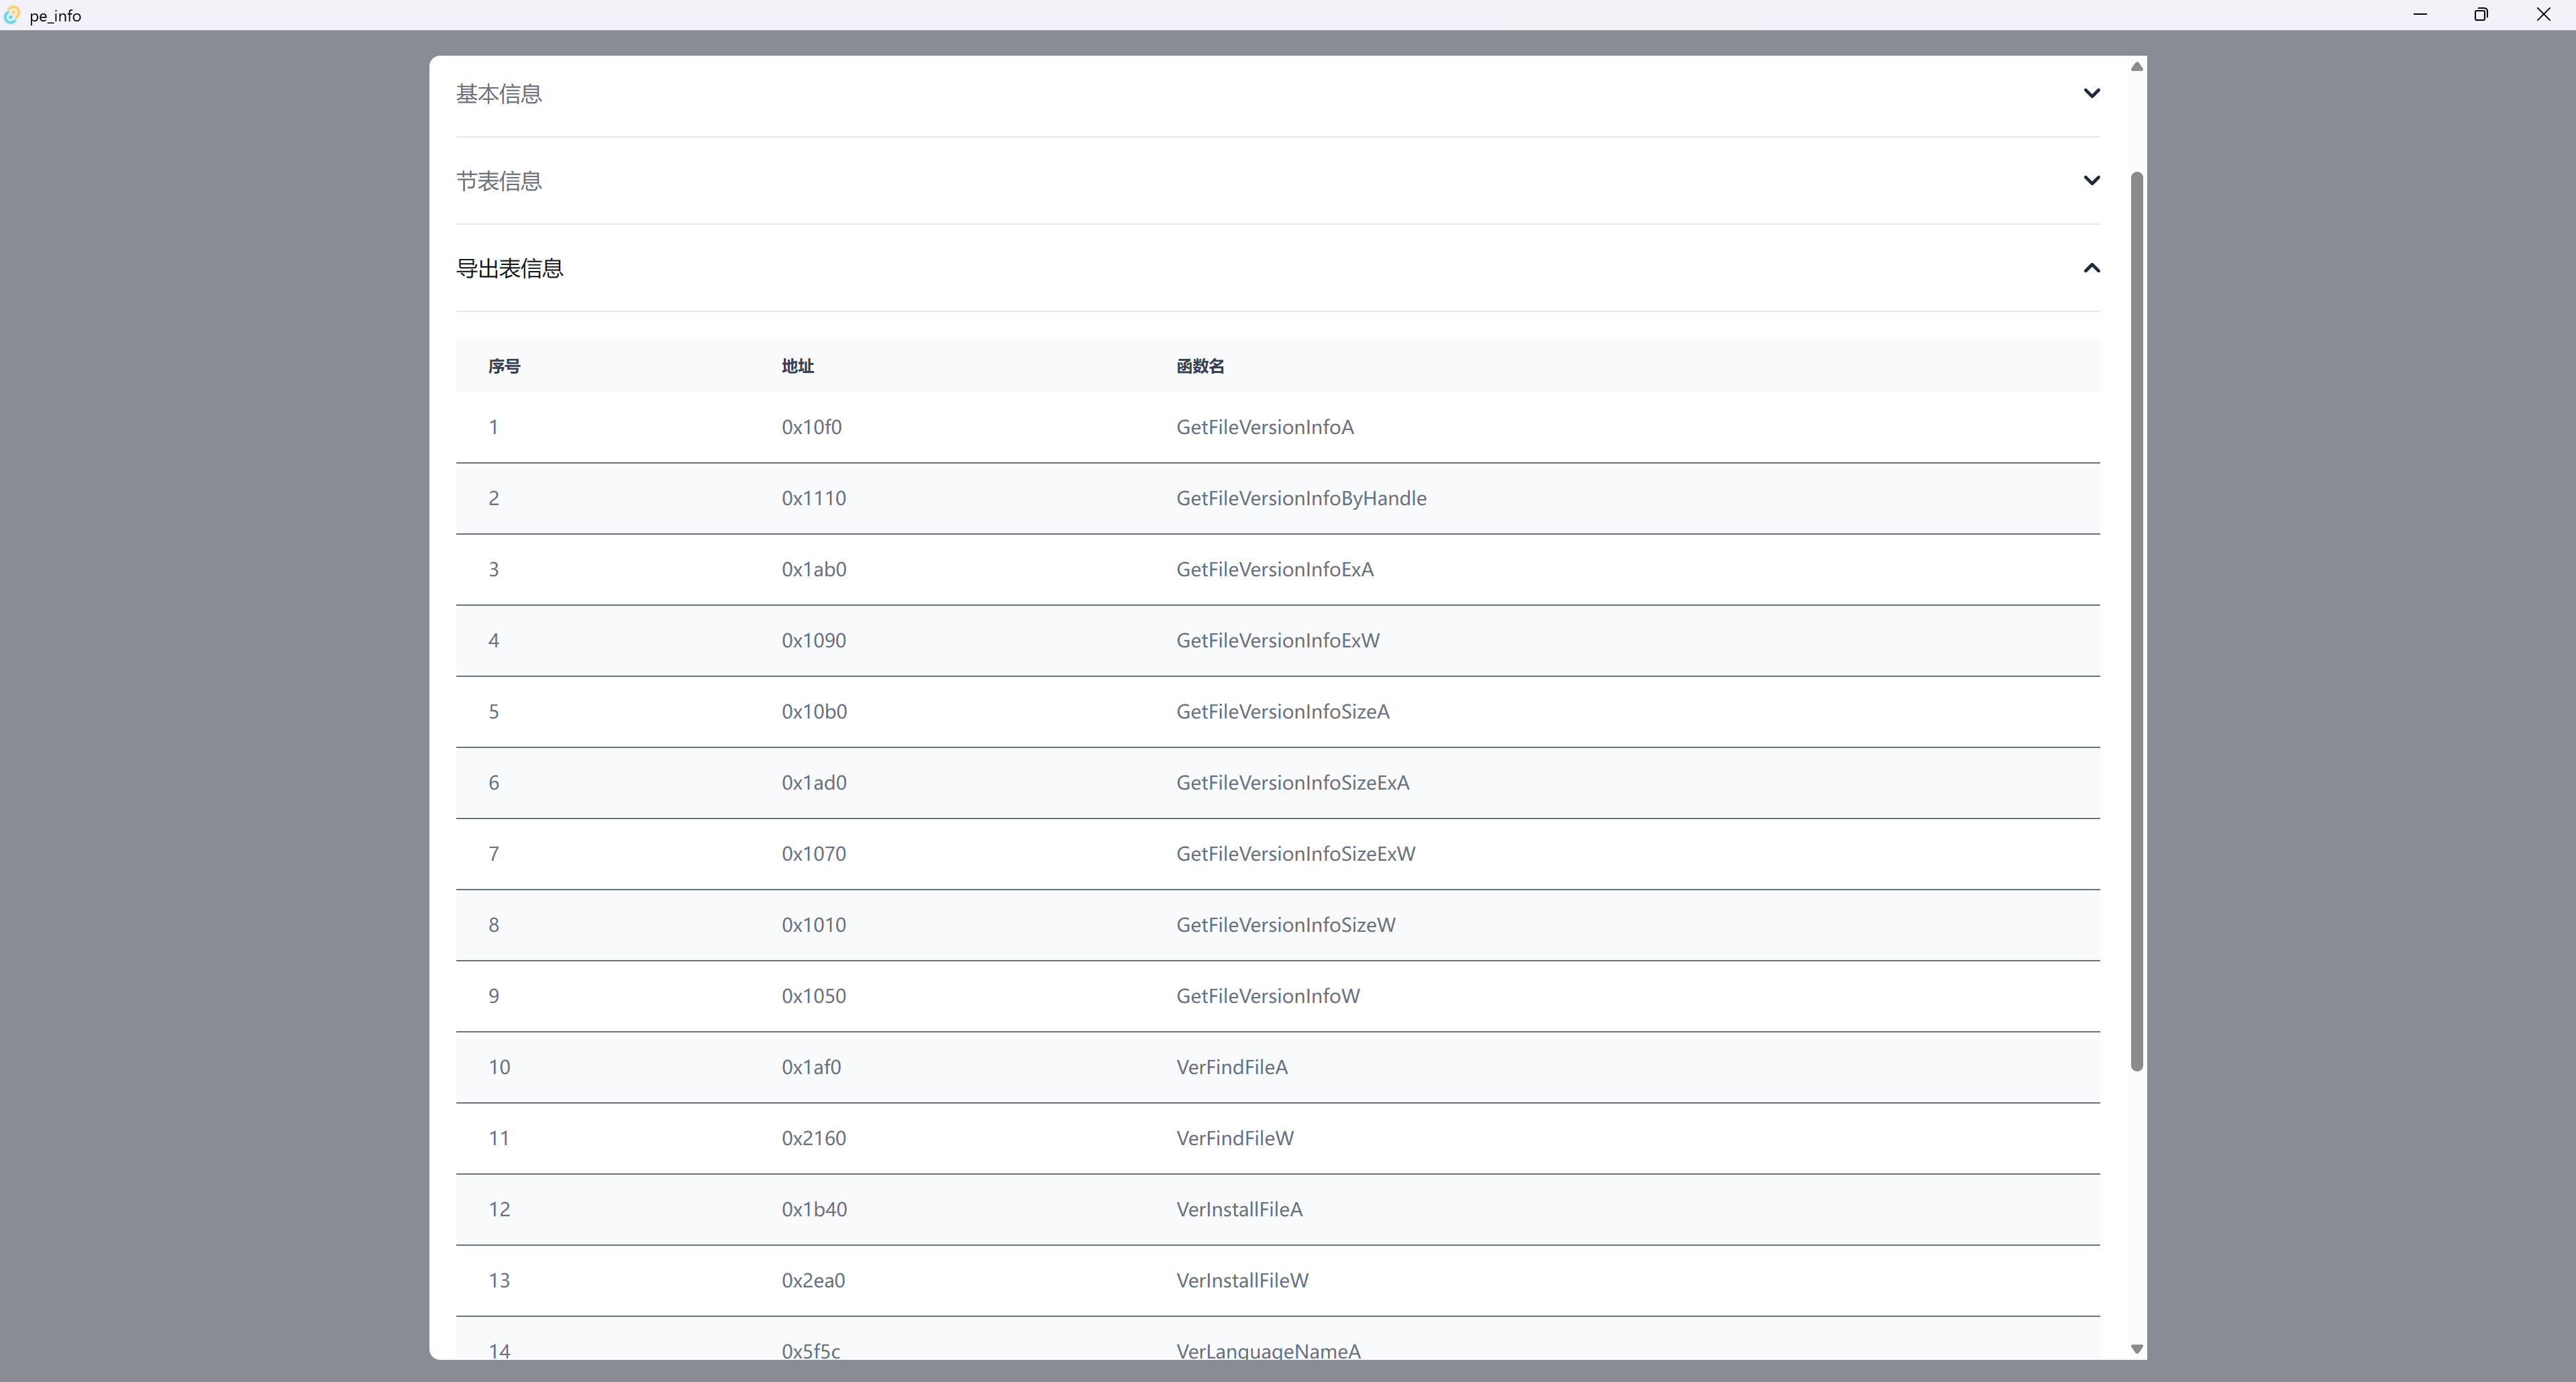 pe_info
基本信息
节表信息
导出表信息
序号 地址 函数名
1 0x10f0 GetFileVersionInfoA
2 0x1110 GetFileVersionInfoByHandle
3 0x1ab0 GetFileVersionInfoExA
4 0x1090 GetFileVersionInfoExW
5 0x10b0 GetFileVersionInfoSizeA
6 0x1ad0 GetFileVersionInfoSizeExA
7 0x1070 GetFileVersionInfoSizeExW
8 0x1010 GetFileVersionInfoSizeW
9 0x1050 GetFileVersionInfoW
10 0x1af0 VerFindFileA
11 0x2160 VerFindFileW
12 0x1b40 VerInstallFileA
13 0x2ea0 VerInstallFileW
14 0x5f5c VerLanguageNameA